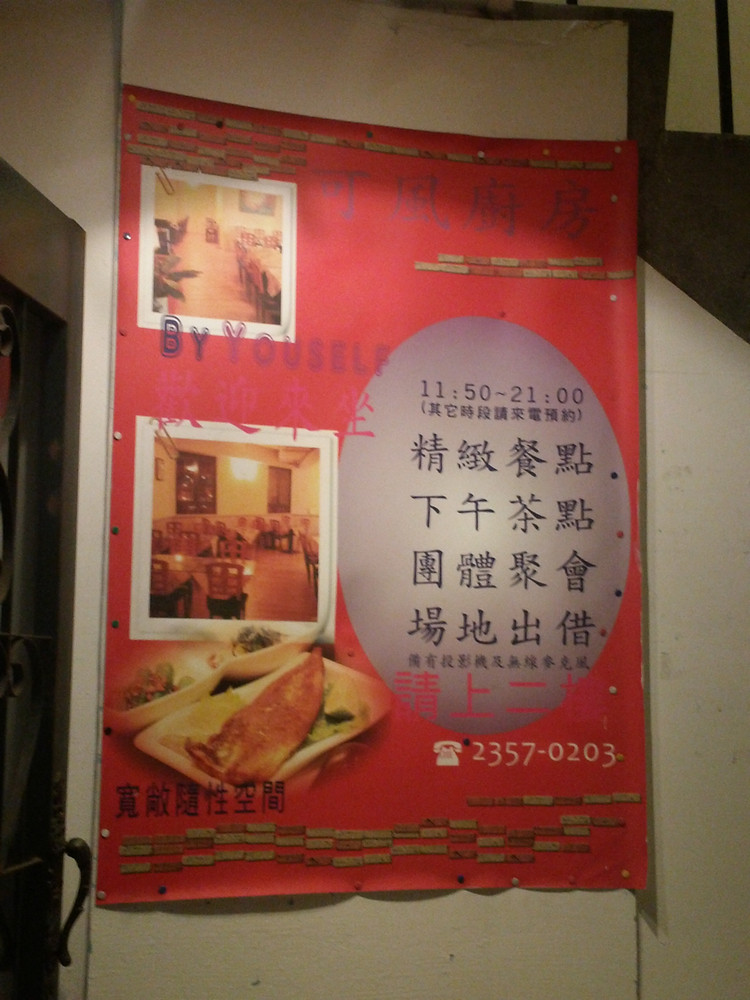 可風廚房
BY YOUSELF
歡迎來坐
11:50~21:00
(其它時段請來電預約)
精緻餐點
下午茶點
團體聚會
場地出借
備有投影機及無線麥克風
請上二樓
☎ 2357-0203
寬敞隨性空間